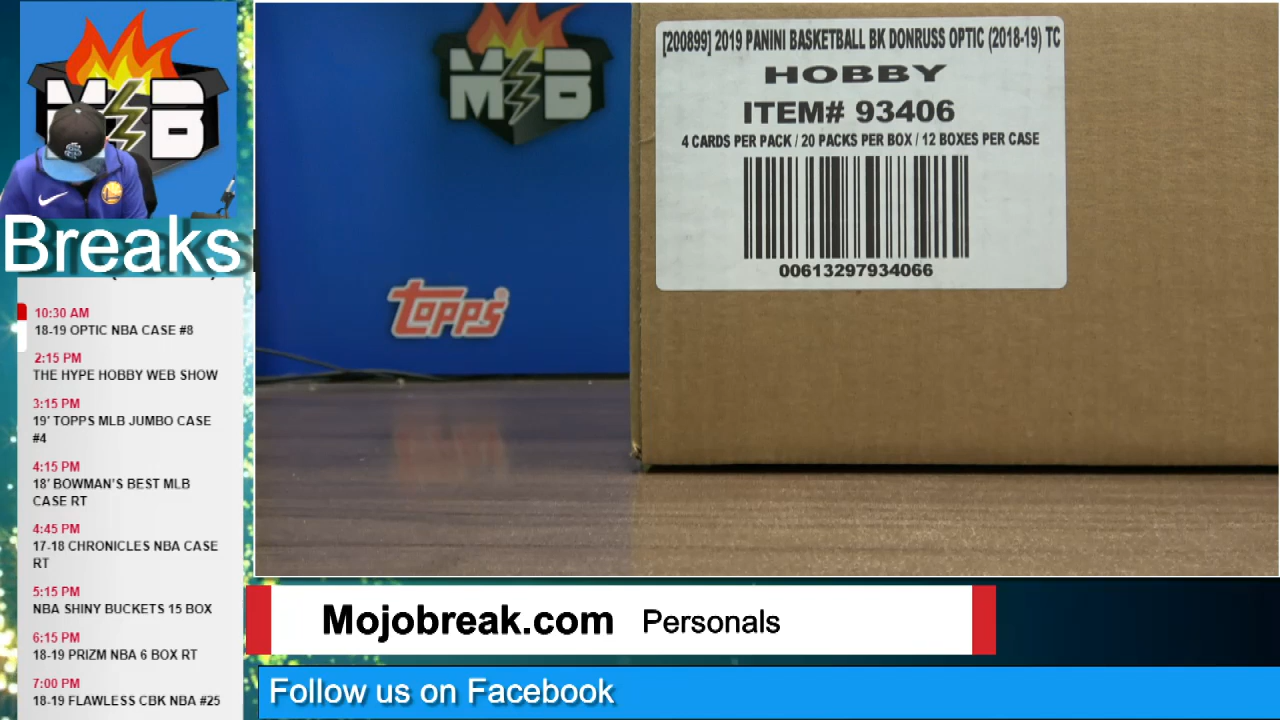 M B
Breaks
10:30 AM
18-19 OPTIC NBA CASE #8
2:15 PM
THE HYPE HOBBY WEB SHOW
3:15 PM
19' TOPPS MLB JUMBO CASE
#4
4:15 PM
18' BOWMAN'S BEST MLB
CASE RT
4:45 PM
17-18 CHRONICLES NBA CASE
RT
5:15 PM
NBA SHINY BUCKETS 15 BOX
6:15 PM
18-19 PRIZM NBA 6 BOX RT
7:00 PM
18-19 FLAWLESS CBK NBA #25
M B
Topps
[200899] 2019 PANINI BASKETBALL BK DONRUSS OPTIC (2018-19) TC
HOBBY
ITEM# 93406
4 CARDS PER PACK / 20 PACKS PER BOX / 12 BOXES PER CASE
00613297934066
Mojobreak.com Personals
Follow us on Facebook